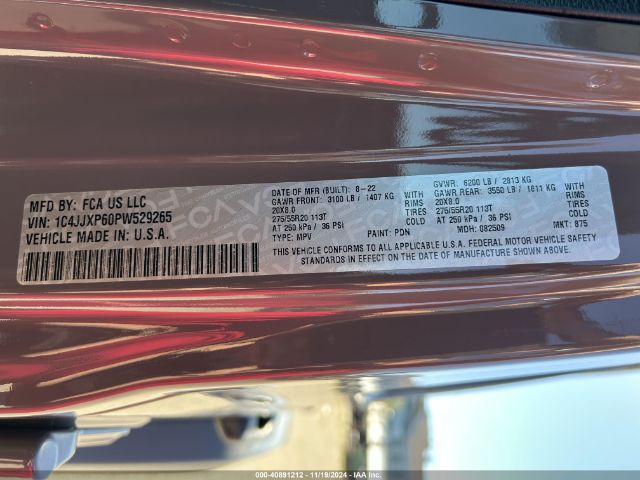 MFD BY: FCA US LLC
VIN: 1C4JJXP60PW529265
VEHICLE MADE IN: U.S.A.
DATE OF MFR (BUILT): 8-22
GAWR FRONT: 3100 LB / 1407 KG WITH
20X8.0 RIMS
275/55R20 113T TIRES
AT 250 kPa / 36 PSI COLD
TYPE: MPV PAINT: PDN
GVWR: 6200 LB / 2813 KG
GAWR REAR: 3550 LB / 1611 KG WITH
20X8.0 RIMS
275/55R20 113T TIRES
AT 250 kPa / 36 PSI COLD
MDH: 082509 MKT: 875
THIS VEHICLE CONFORMS TO ALL APPLICABLE U.S.A. FEDERAL MOTOR VEHICLE SAFETY
STANDARDS IN EFFECT ON THE DATE OF MANUFACTURE SHOWN ABOVE.
000-40891212 - 11/19/2024 - IAA Inc.